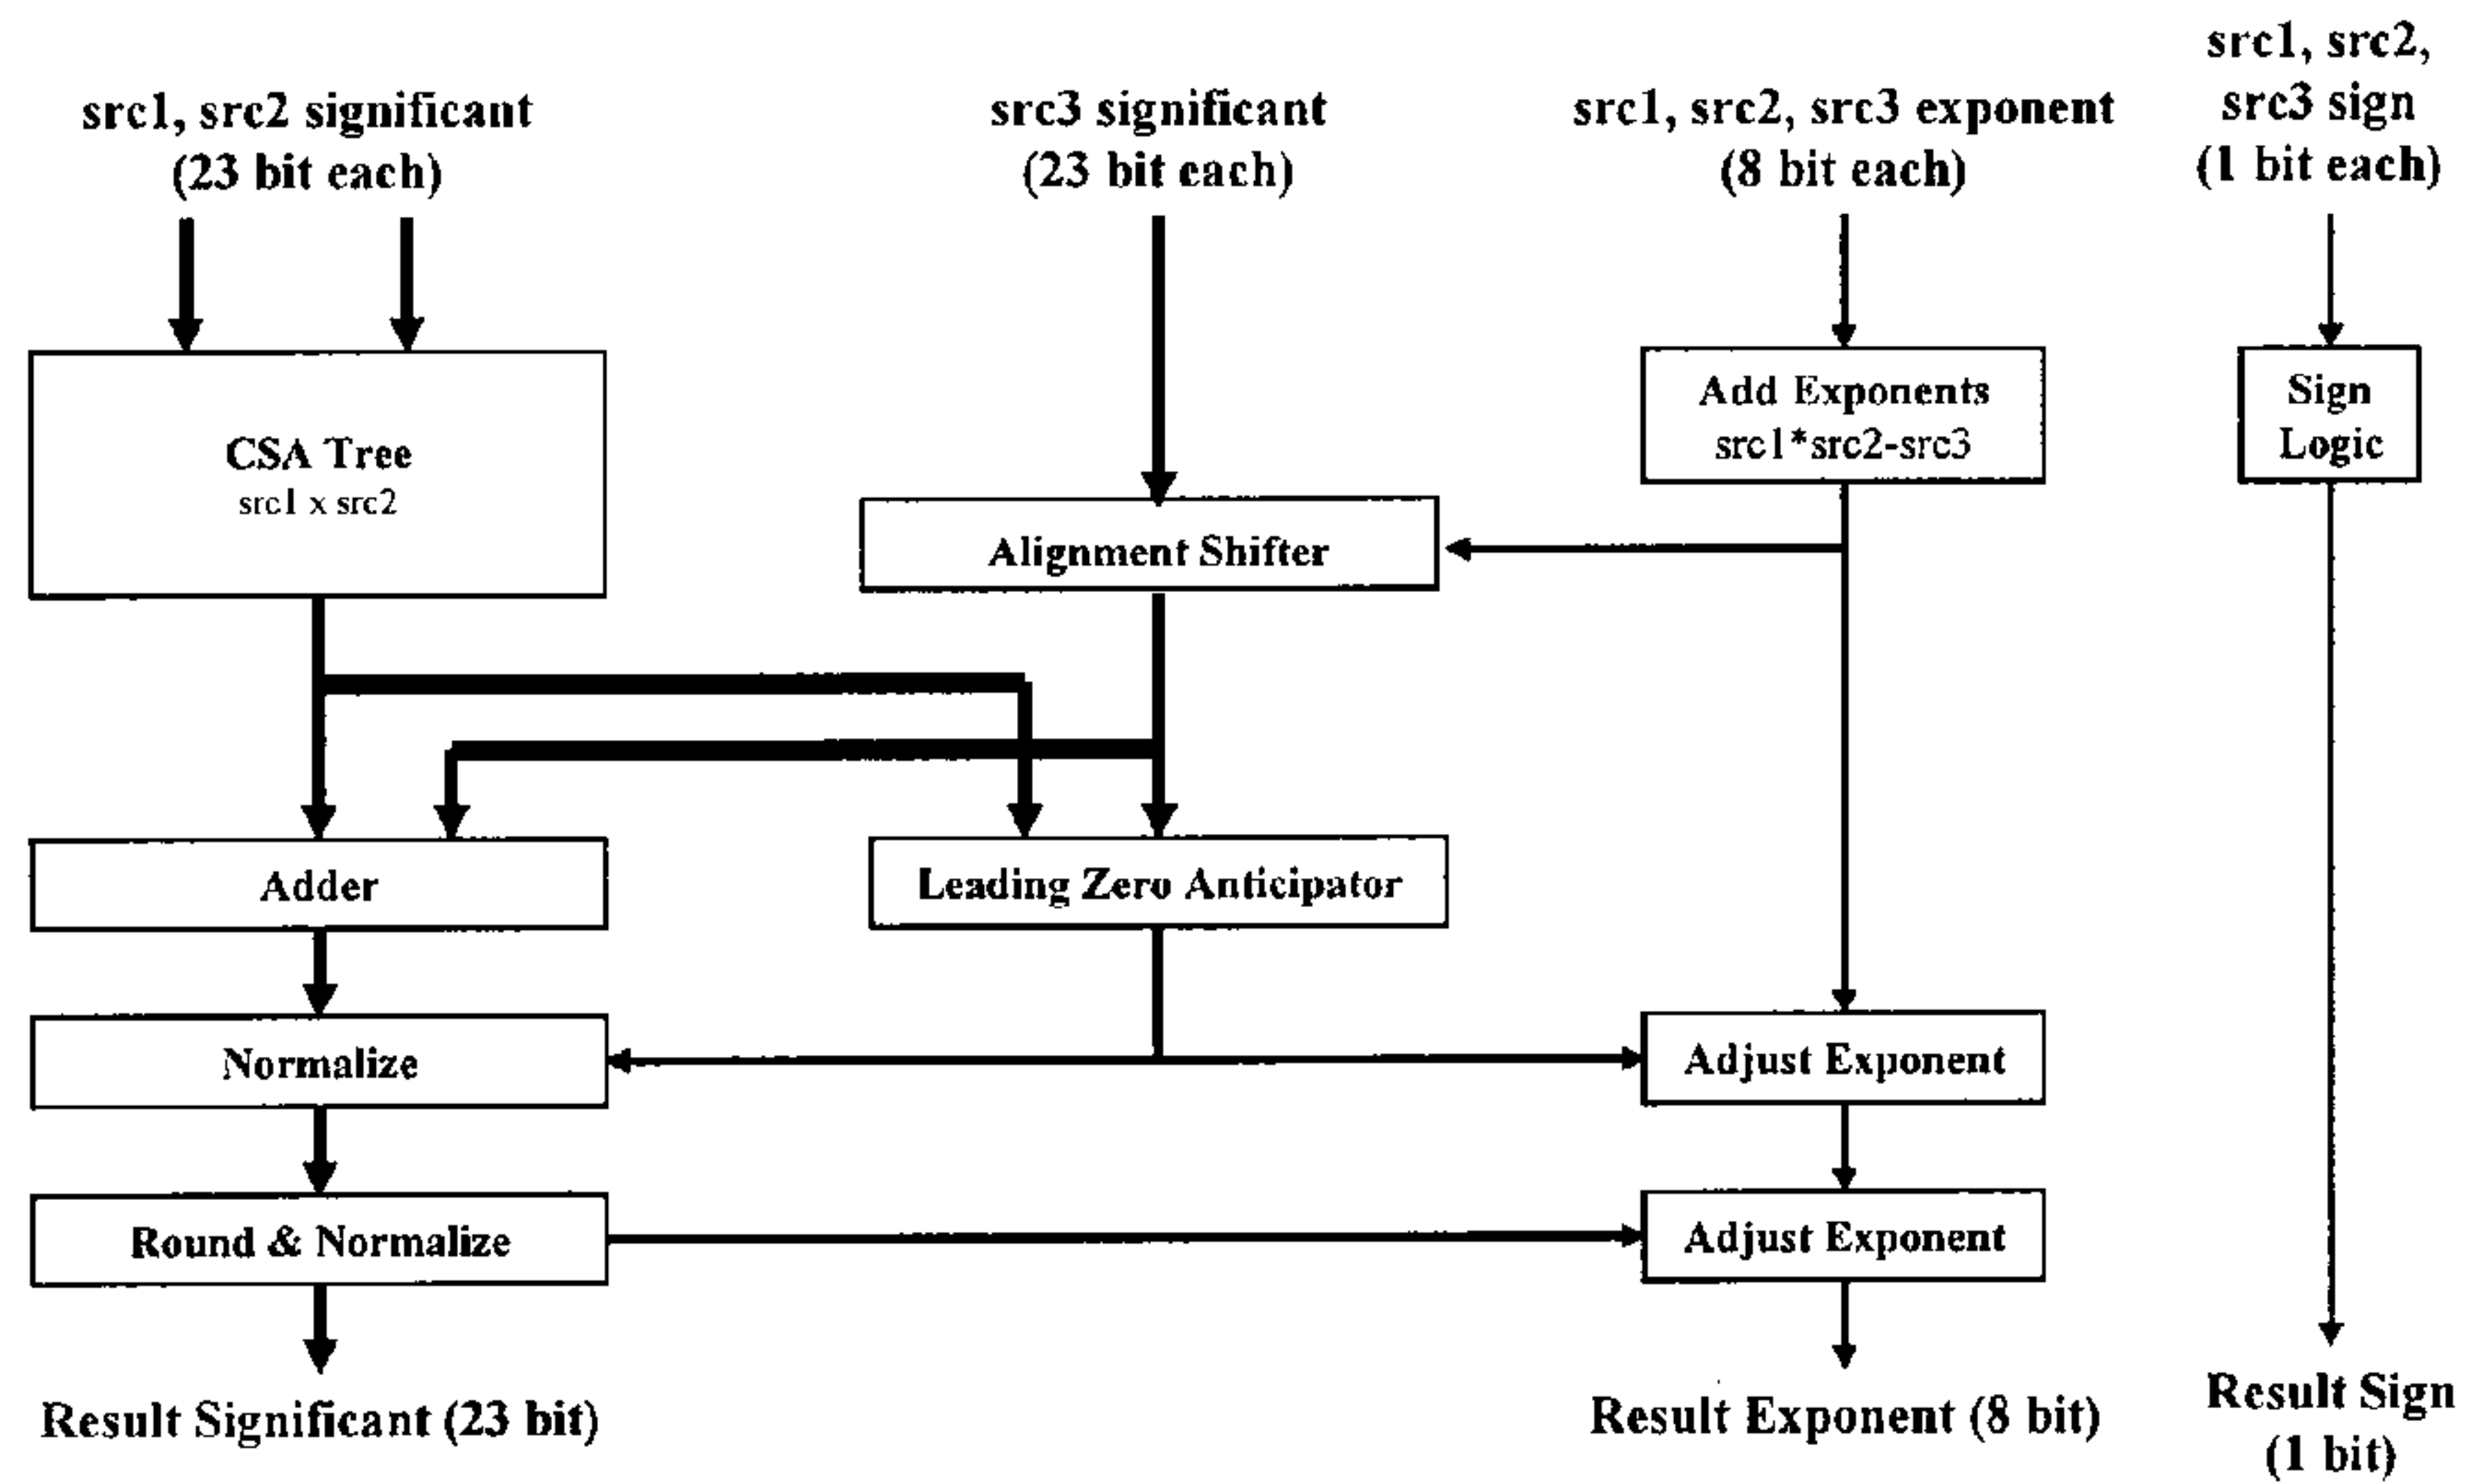 src1, src2 significant
(23 bit each)
src3 significant
(23 bit each)
src1, src2, src3 exponent
(8 bit each)
src1, src2,
src3 sign
(1 bit each)
CSA Tree
src1 x src2
Alignment Shifter
Add Exponents
src1*src2-src3
Sign
Logic
Adder
Leading Zero Anticipator
Normalize
Adjust Exponent
Round & Normalize
Adjust Exponent
Result Significant (23 bit)
Result Exponent (8 bit)
Result Sign
(1 bit)